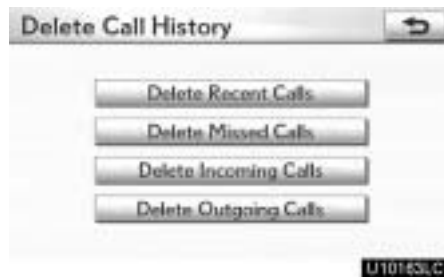 Delete Call History
Delete Recent Calls
Delete Missed Calls
Delete Incoming Calls
Delete Outgoing Calls
U10163LC